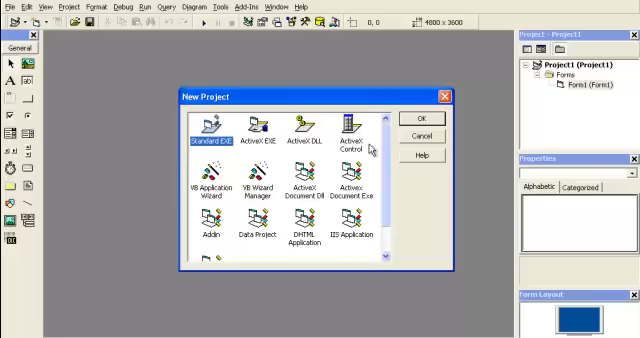 File Edit View Project Format Debug Run Query Diagram Tools Add-Ins Window Help
0, 0
4800 x 3600
General
A
ab
Project - Project1
Project1 (Project1)
Forms
Form1 (Form1)
New Project
Standard EXE
ActiveX EXE
ActiveX DLL
ActiveX
Control
OK
Cancel
Help
VB Application
Wizard
VB Wizard
Manager
ActiveX
Document Dll
Activex
Document Exe
Addin
Data Project
DHTML
Application
IIS Application
Properties
Alphabetic
Categorized
Form Layout